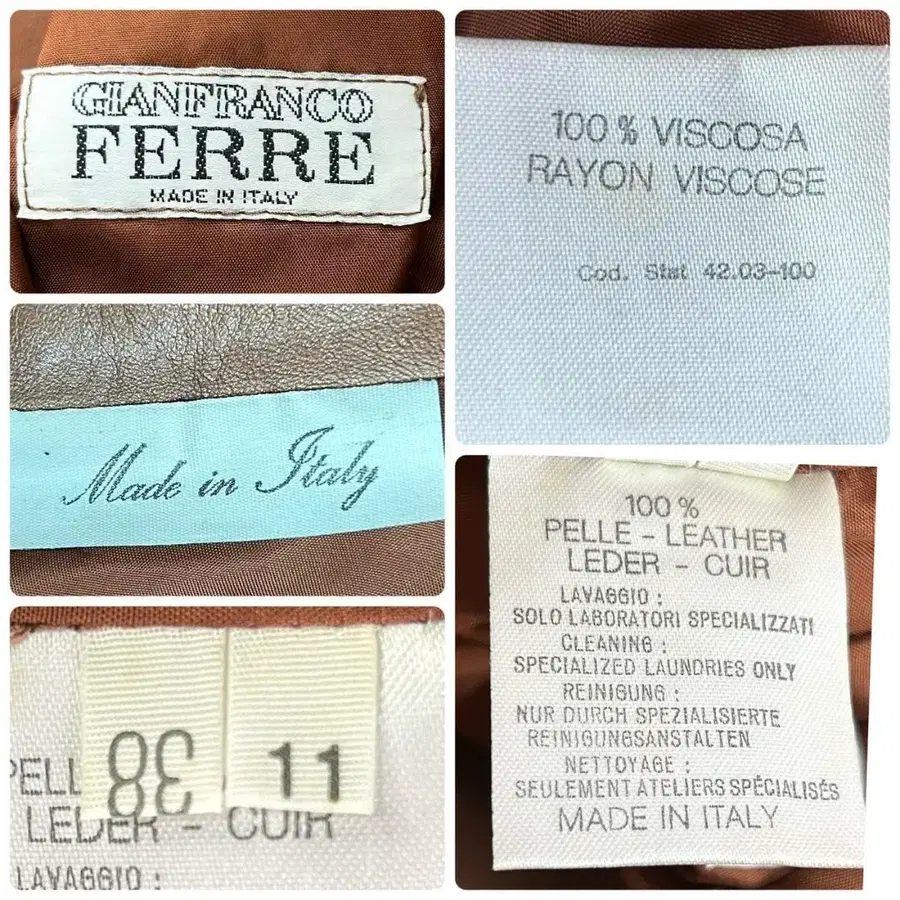 GIANFRANCO
FERRE
MADE IN ITALY
100 % VISCOSA
RAYON VISCOSE
Cod. Stat 42.03-100
Made in Italy
38
11
PELL
LEDER - CUIR
LAVAGGIO :
100 %
PELLE - LEATHER
LEDER - CUIR
LAVAGGIO :
SOLO LABORATORI SPECIALIZZATI
CLEANING :
SPECIALIZED LAUNDRIES ONLY
REINIGUNG :
NUR DURCH SPEZIALISIERTE
REINIGUNGSANSTALTEN
NETTOYAGE :
SEULEMENT ATELIERS SPÉCIALISÉS
MADE IN ITALY